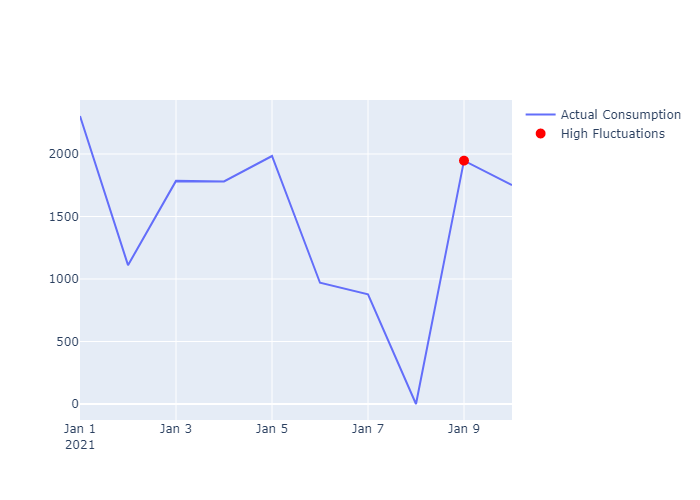 Actual Consumption
High Fluctuations
2000
1500
1000
500
0
Jan 1
2021
Jan 3
Jan 5
Jan 7
Jan 9